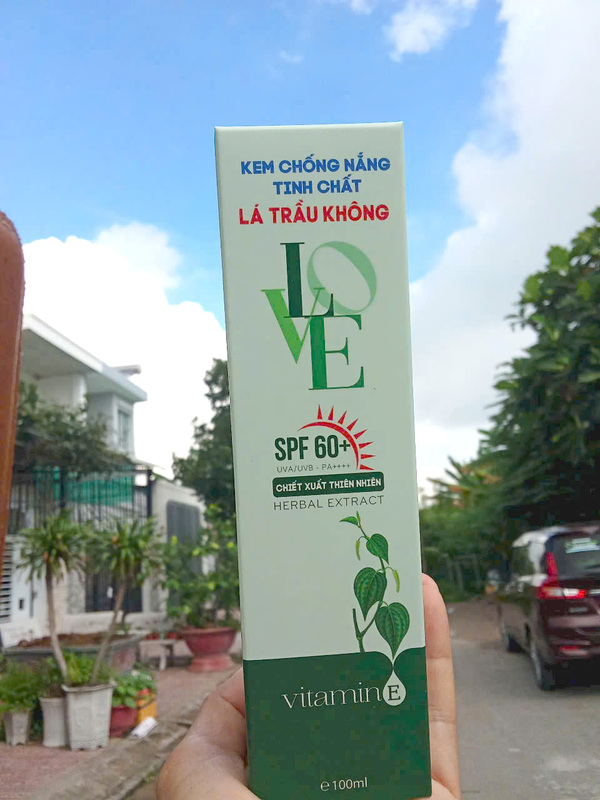 KEM CHỐNG NẮNG
TINH CHẤT
LÁ TRẦU KHÔNG
LOVE
SPF 60+
UVA/UVB - PA++++
CHIẾT XUẤT THIÊN NHIÊN
HERBAL EXTRACT
vitamin E
℮100ml